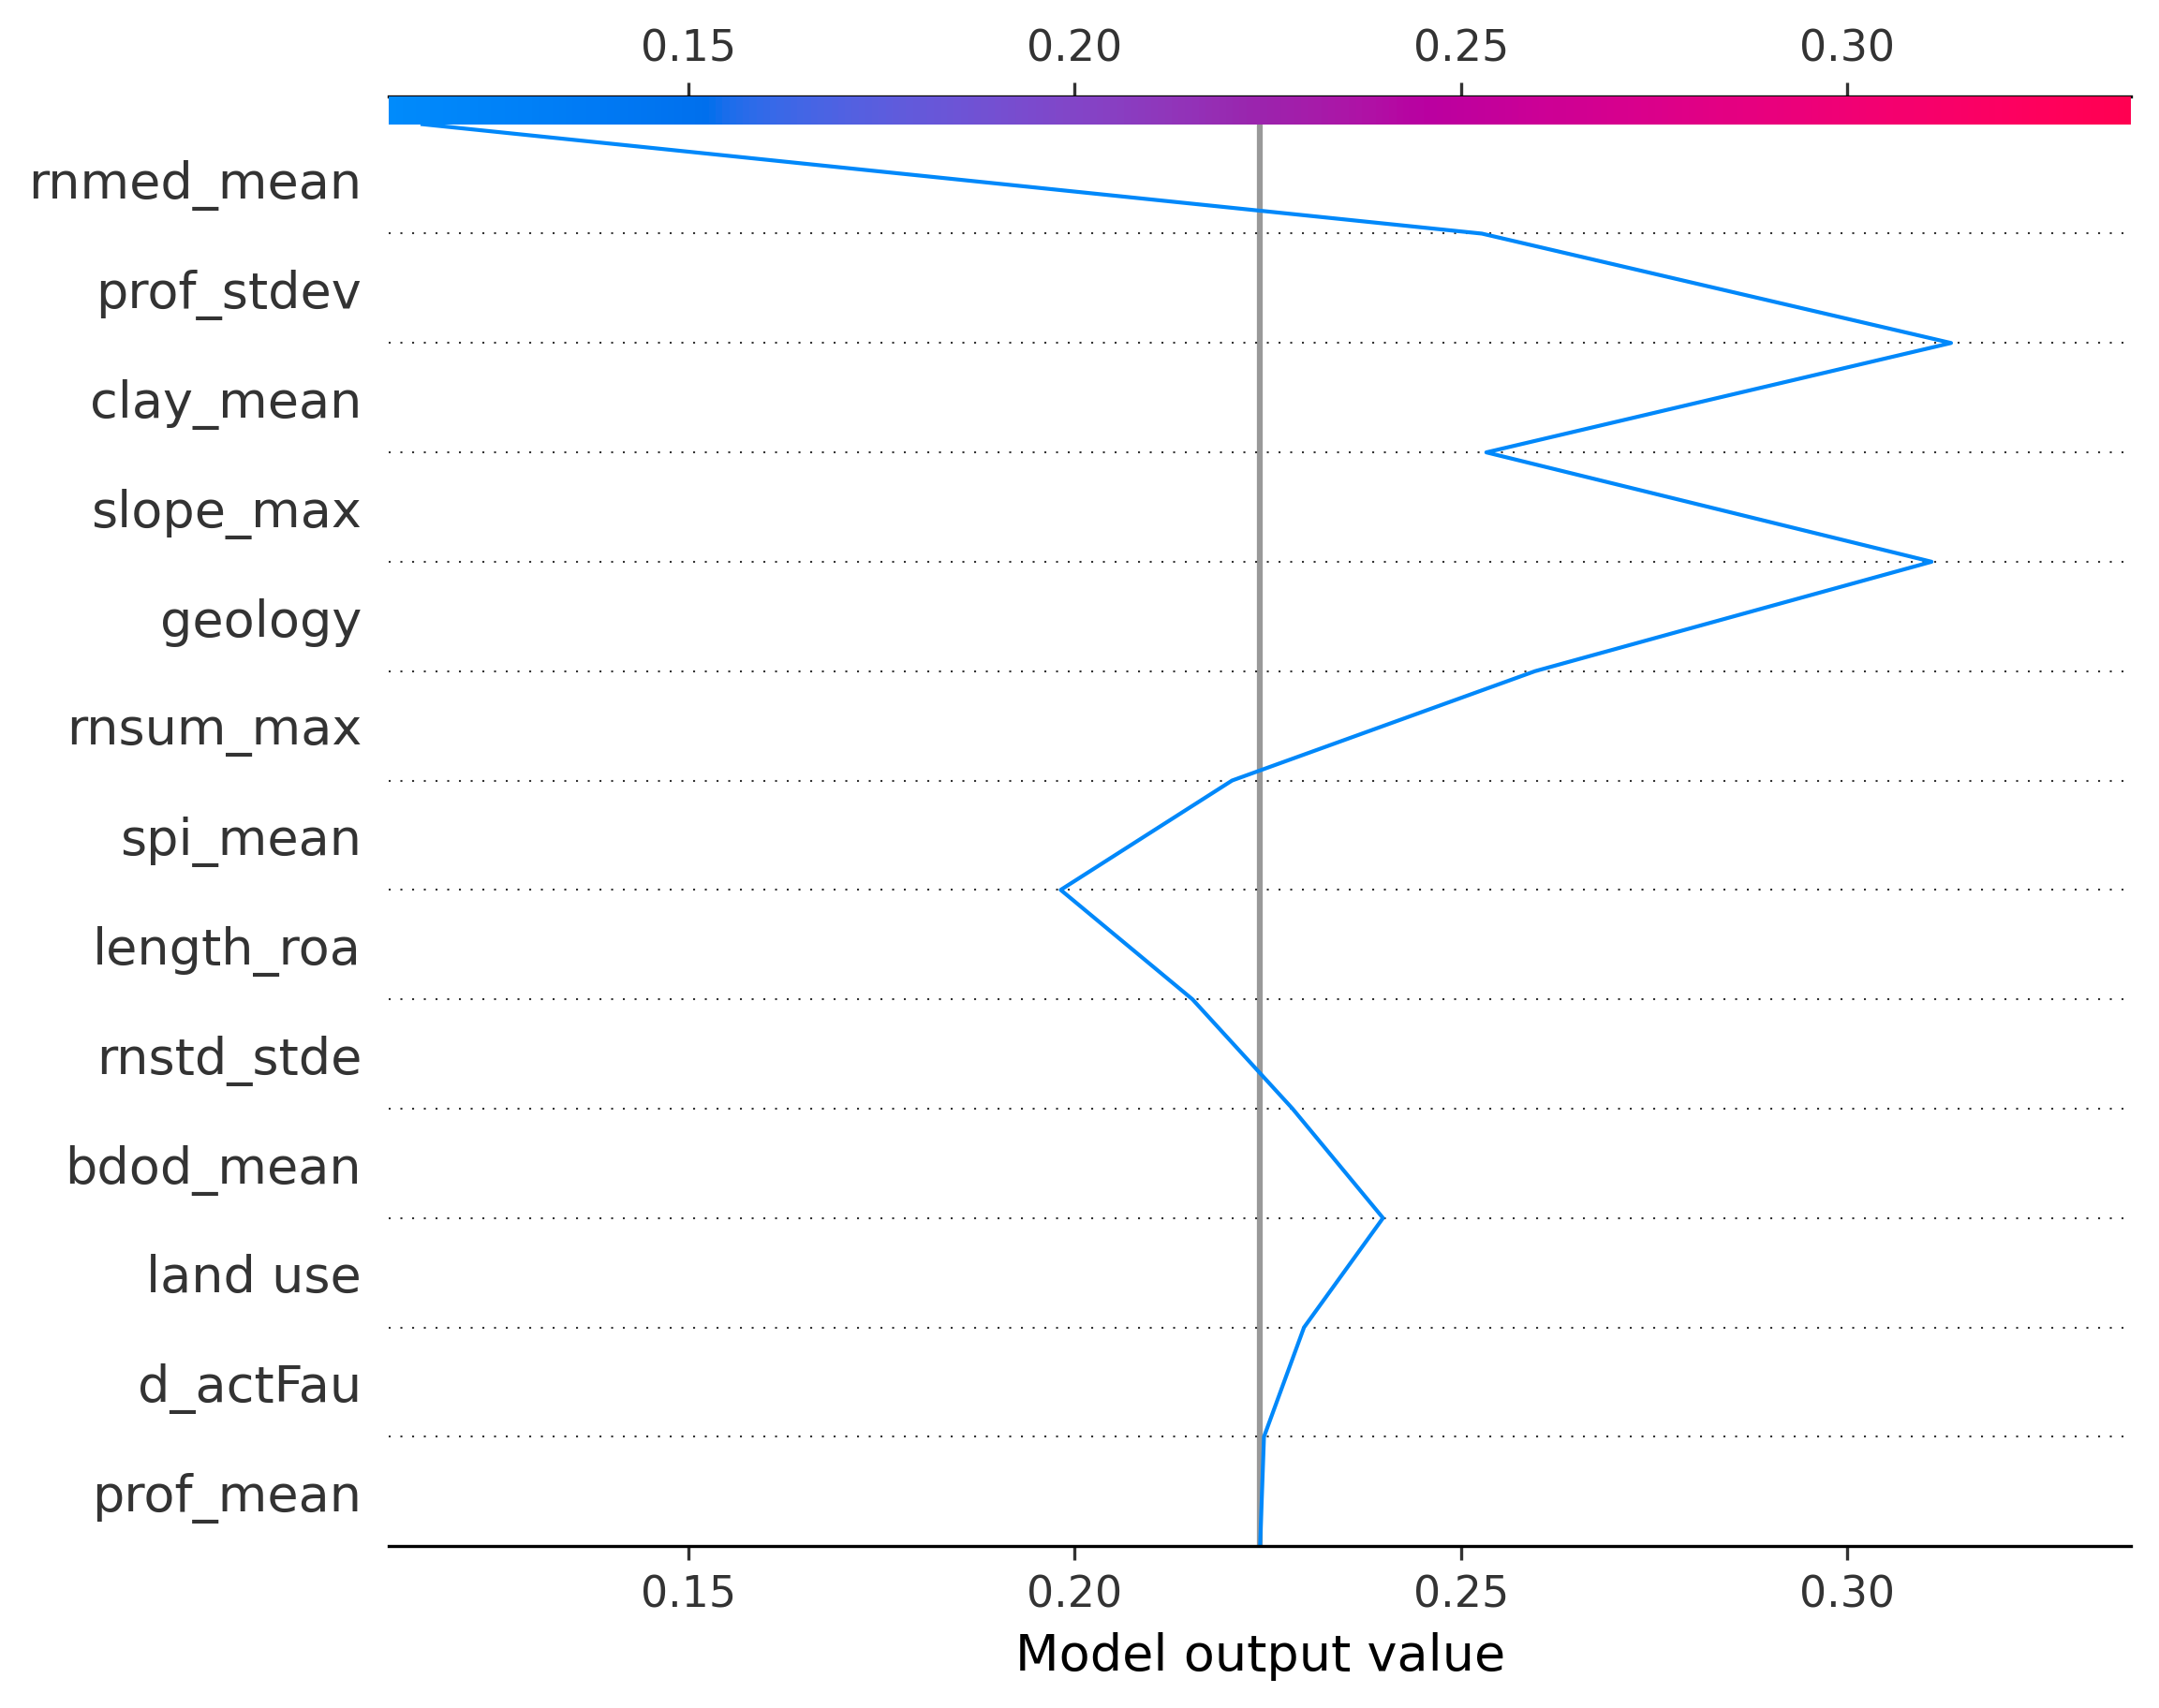 0.15 0.20 0.25 0.30
rnmed_mean
prof_stdev
clay_mean
slope_max
geology
rnsum_max
spi_mean
length_roa
rnstd_stde
bdod_mean
land use
d_actFau
prof_mean
0.15 0.20 0.25 0.30
Model output value